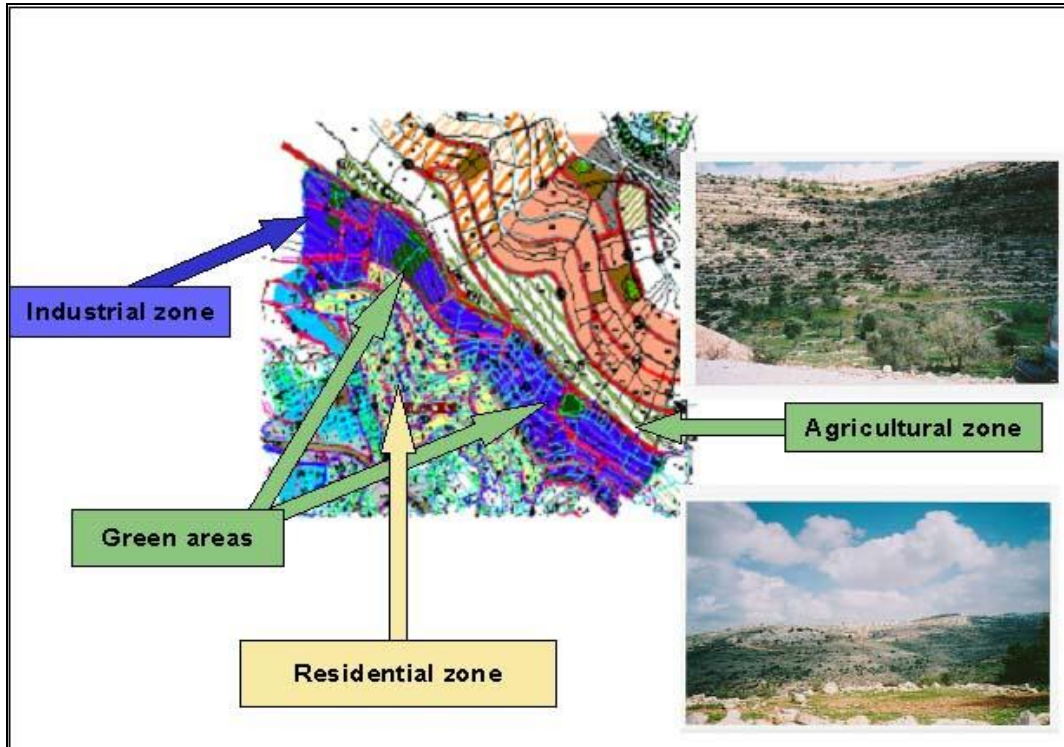 Industrial zone
Agricultural zone
Green areas
Residential zone